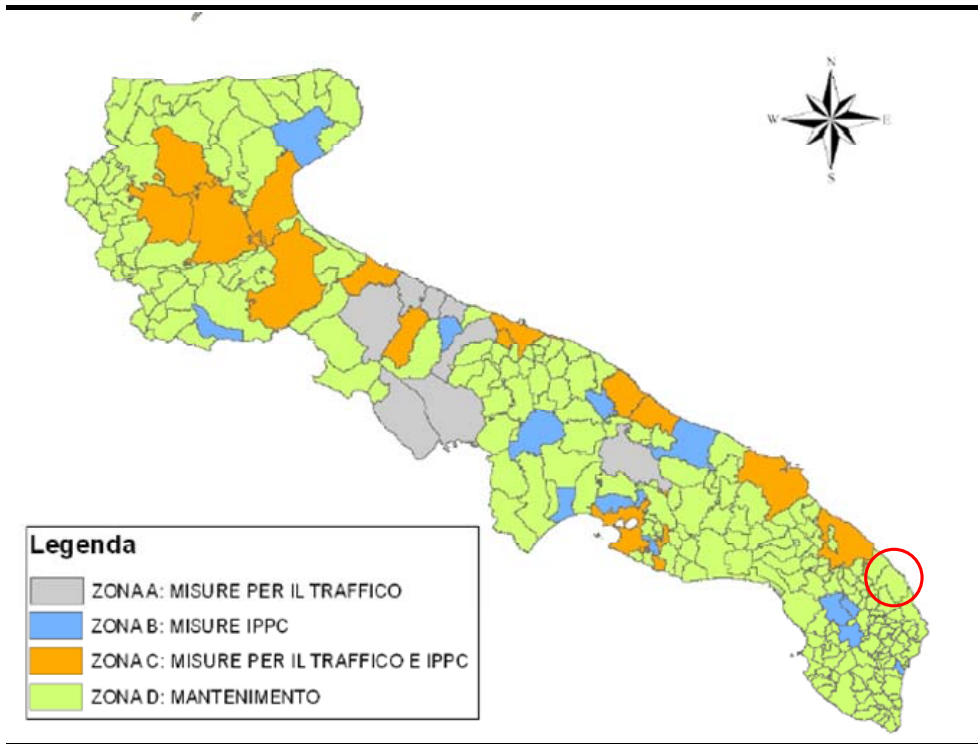 N
W E
S
Legenda
ZONA A: MISURE PER IL TRAFFICO
ZONA B: MISURE IPPC
ZONA C: MISURE PER IL TRAFFICO E IPPC
ZONA D: MANTENIMENTO